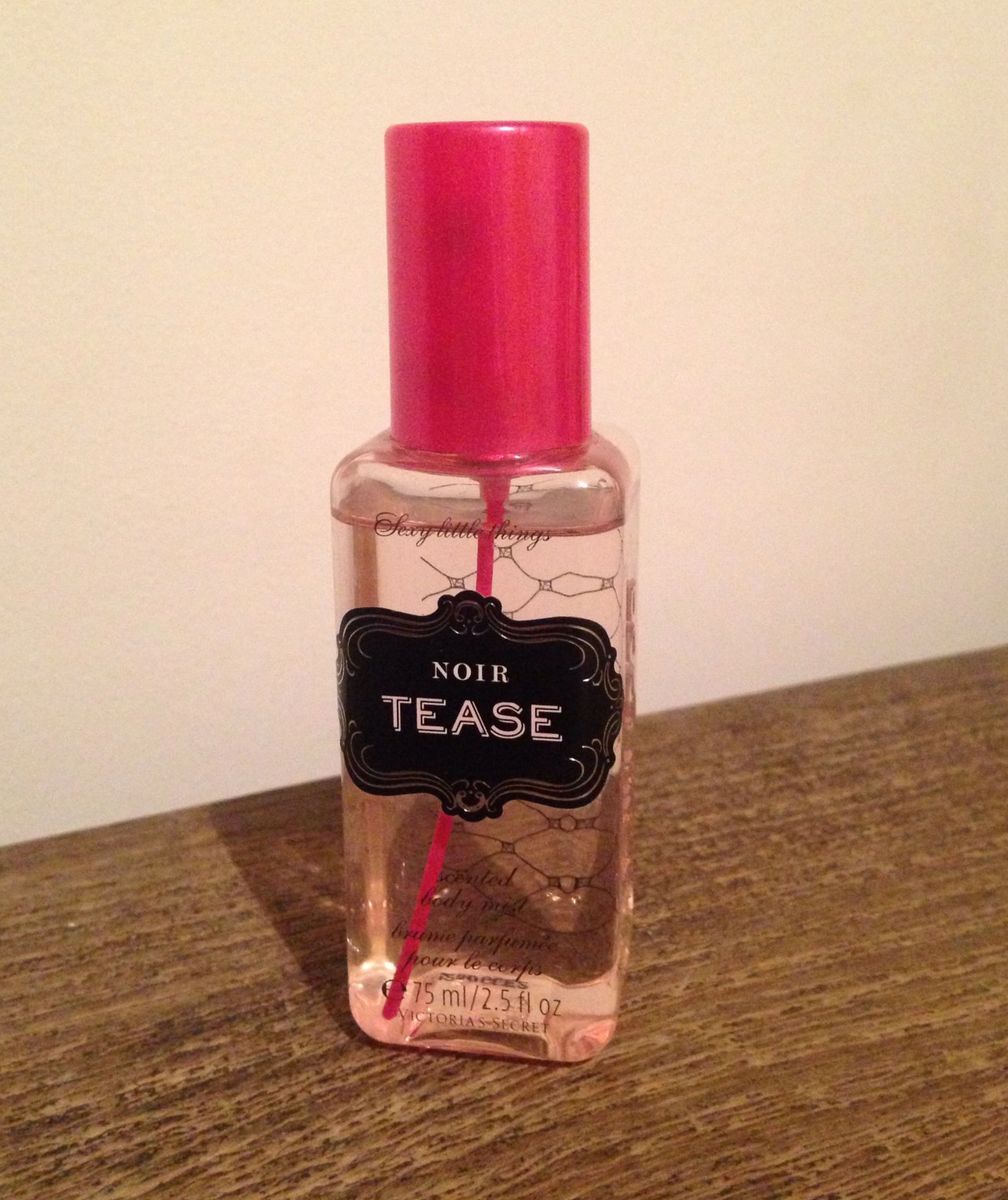 Sexy little things
NOIR
TEASE
scented
body mist
brume parfumée
pour le corps
℮ 75 ml/2.5 fl oz
VICTORIA'S SECRET